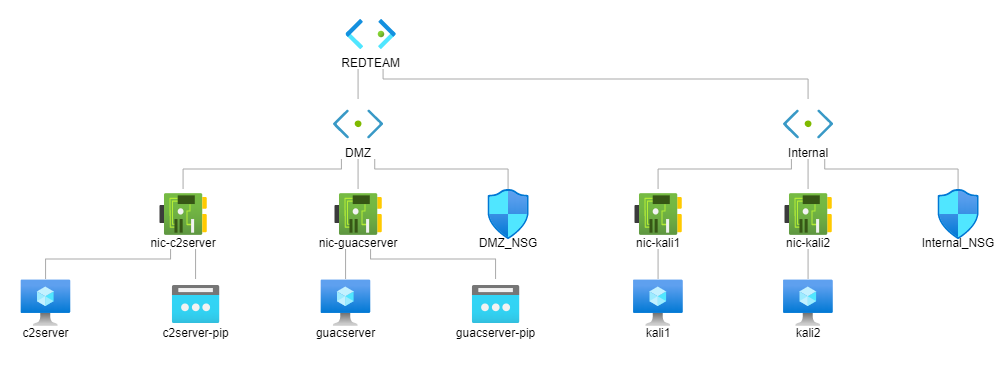 REDTEAM
DMZ
Internal
nic-c2server
nic-guacserver
DMZ_NSG
nic-kali1
nic-kali2
Internal_NSG
c2server
c2server-pip
guacserver
guacserver-pip
kali1
kali2